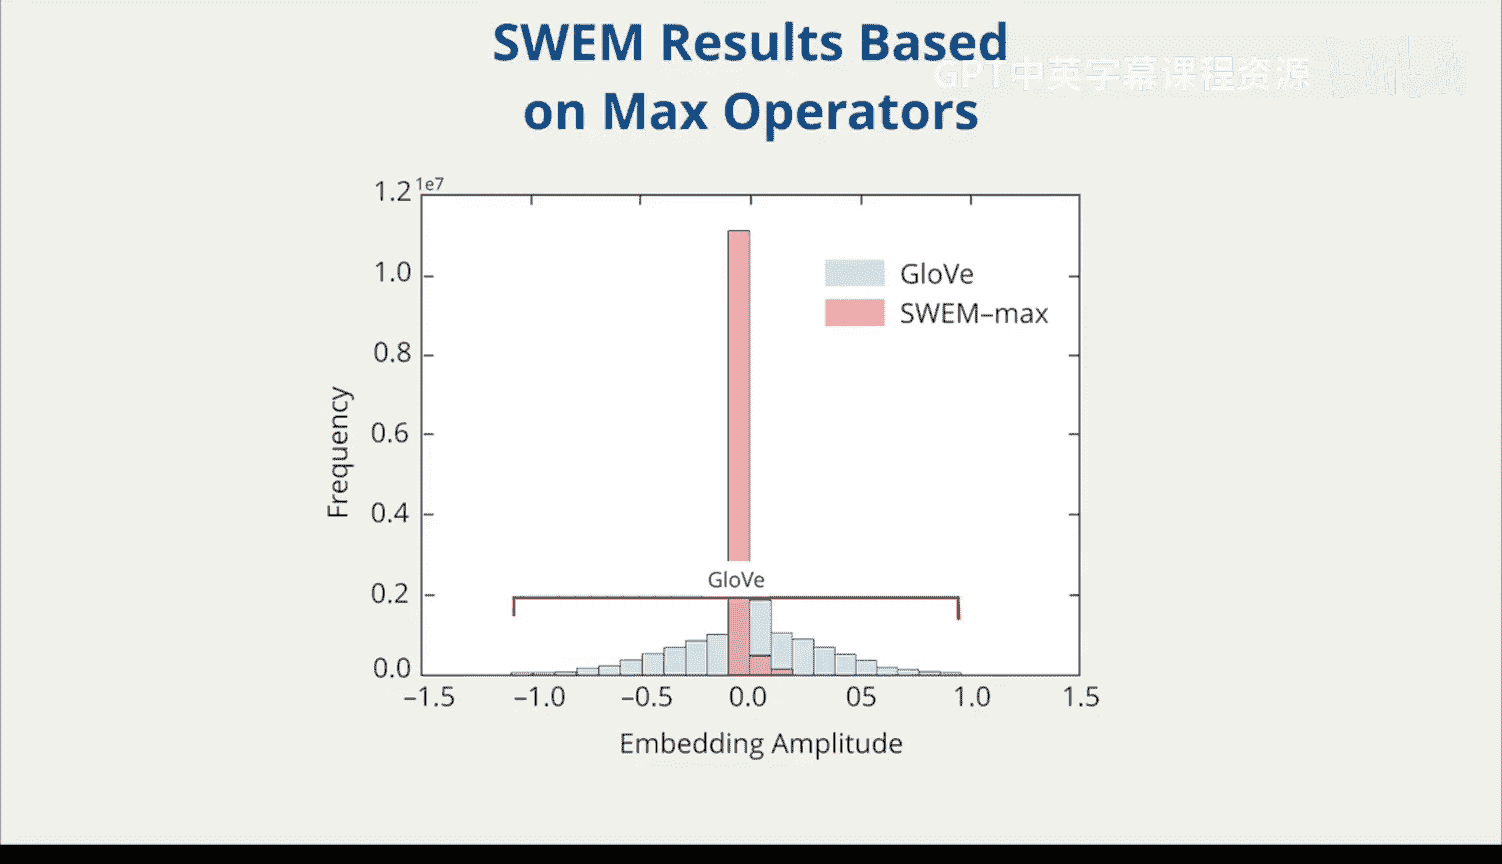 SWEM Results Based
on Max Operators
GPT中英字幕课程资源
1.2 1e7
1.0
0.8
0.6
0.4
0.2
0.0
Frequency
GloVe
SWEM–max
GloVe
–1.5 –1.0 –0.5 0.0 05 1.0 1.5
Embedding Amplitude